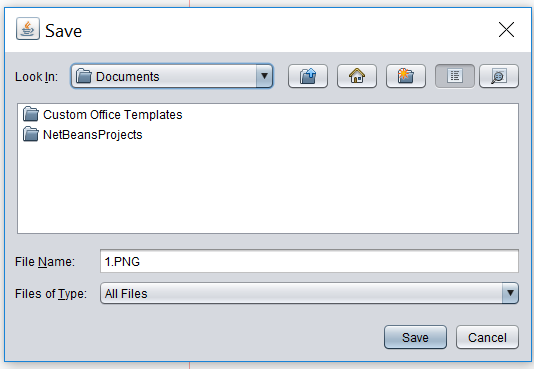 Save
Look In: Documents
Custom Office Templates
NetBeansProjects
File Name: 1.PNG
Files of Type: All Files
Save Cancel